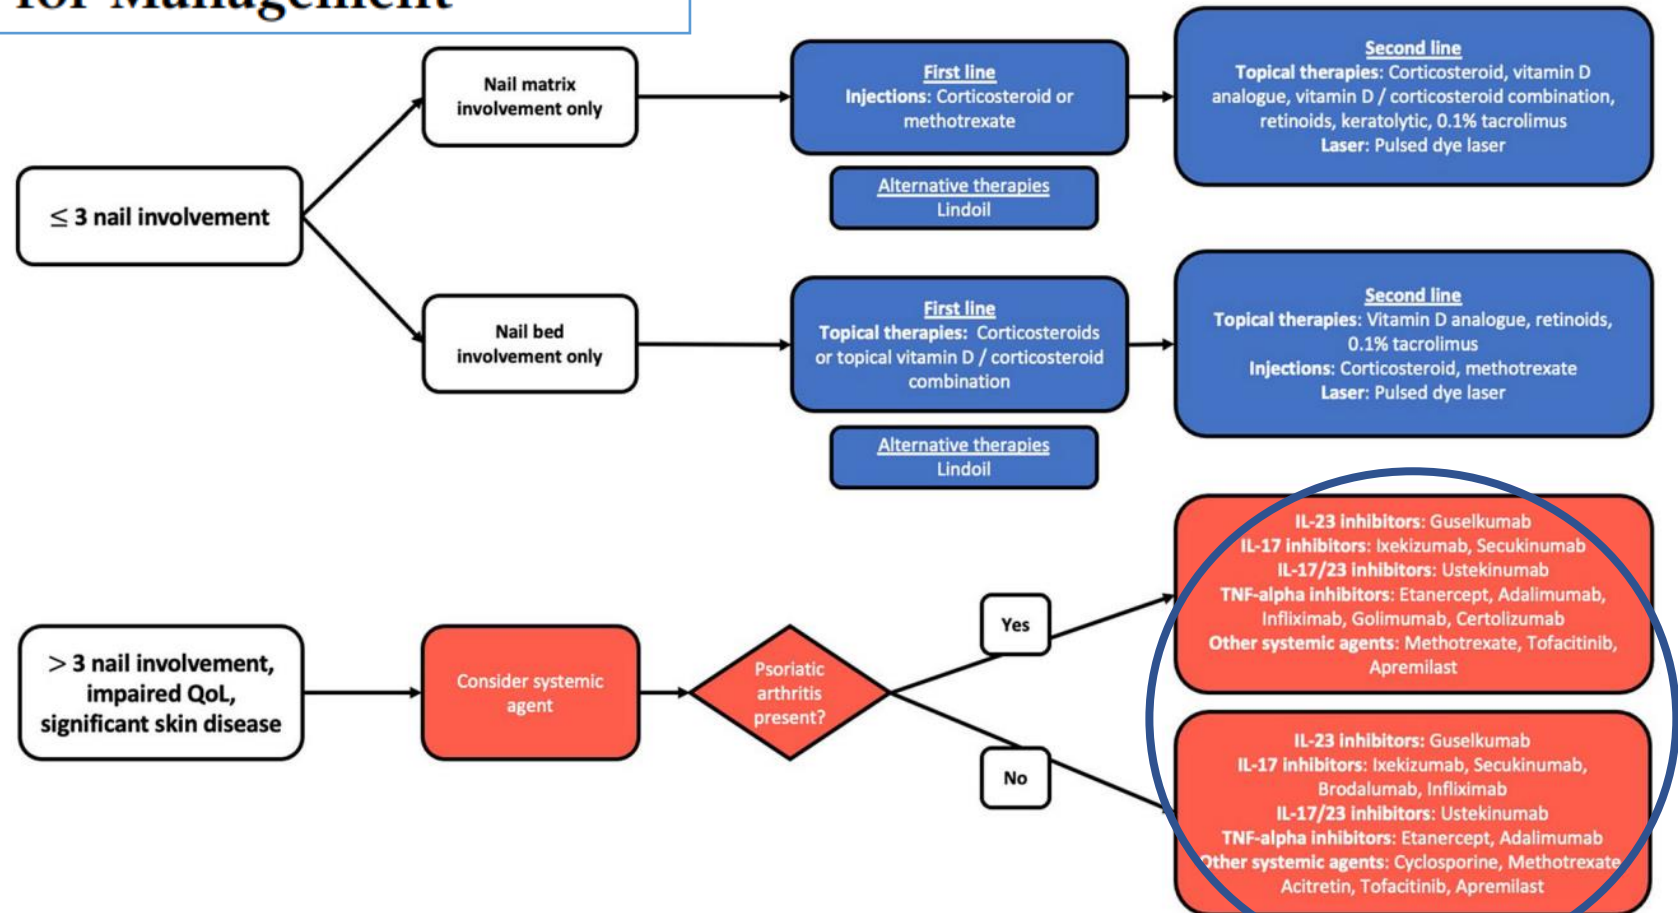 for Management
≤ 3 nail involvement
Nail matrix
involvement only
First line
Injections: Corticosteroid or
methotrexate
Alternative therapies
Lindoil
Second line
Topical therapies: Corticosteroid, vitamin D
analogue, vitamin D / corticosteroid combination,
retinoids, keratolytic, 0.1% tacrolimus
Laser: Pulsed dye laser
Nail bed
involvement only
First line
Topical therapies: Corticosteroids
or topical vitamin D / corticosteroid
combination
Alternative therapies
Lindoil
Second line
Topical therapies: Vitamin D analogue, retinoids,
0.1% tacrolimus
Injections: Corticosteroid, methotrexate
Laser: Pulsed dye laser
> 3 nail involvement,
impaired QoL,
significant skin disease
Consider systemic
agent
Psoriatic
arthritis
present?
Yes
IL-23 inhibitors: Guselkumab
IL-17 inhibitors: Ixekizumab, Secukinumab
IL-17/23 inhibitors: Ustekinumab
TNF-alpha inhibitors: Etanercept, Adalimumab,
Infliximab, Golimumab, Certolizumab
Other systemic agents: Methotrexate, Tofacitinib,
Apremilast
No
IL-23 inhibitors: Guselkumab
IL-17 inhibitors: Ixekizumab, Secukinumab,
Brodalumab, Infliximab
IL-17/23 inhibitors: Ustekinumab
TNF-alpha inhibitors: Etanercept, Adalimumab
Other systemic agents: Cyclosporine, Methotrexate
Acitretin, Tofacitinib, Apremilast